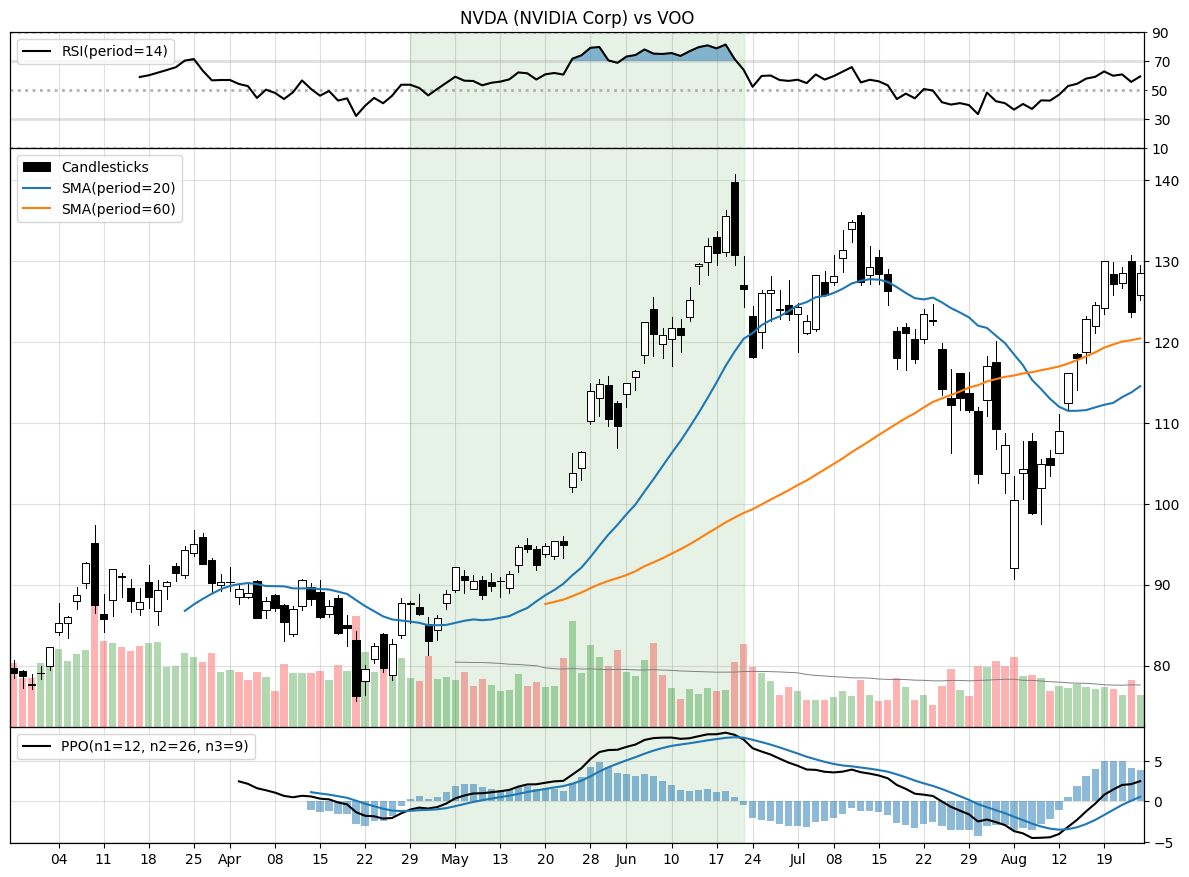 NVDA (NVIDIA Corp) vs VOO
RSI(period=14)
90
70
50
30
10
Candlesticks
SMA(period=20)
SMA(period=60)
140
130
120
110
100
90
80
PPO(n1=12, n2=26, n3=9)
5
0
−5
04 11 18 25 Apr 08 15 22 29 May 13 20 28 Jun 10 17 24 Jul 08 15 22 29 Aug 12 19